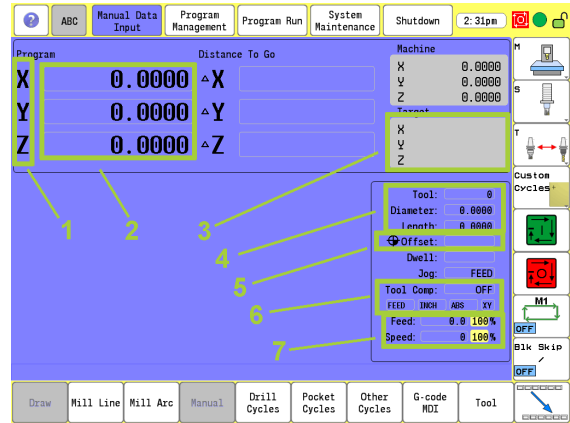 ?
ABC
Manual Data
Input
Program
Management
Program Run
System
Maintenance
Shutdown
2:31pm
Program
Distance To Go
Machine
X 0.0000 △X
Y 0.0000 △Y
Z 0.0000 △Z
X 0.0000
Y 0.0000
Z 0.0000
Target
X
Y
Z
1
2
3
4
5
6
7
Tool: 0
Diameter: 0.0000
Length: 0.0000
Offset:
Dwell:
Jog: FEED
Tool Comp: OFF
FEED INCH ABS XY
Feed: 0.0 100%
Speed: 0 100%
M
S
T
Custom
Cycles+
M1
OFF
Blk Skip
/
OFF
Draw
Mill Line
Mill Arc
Manual
Drill
Cycles
Pocket
Cycles
Other
Cycles
G-code
MDI
Tool